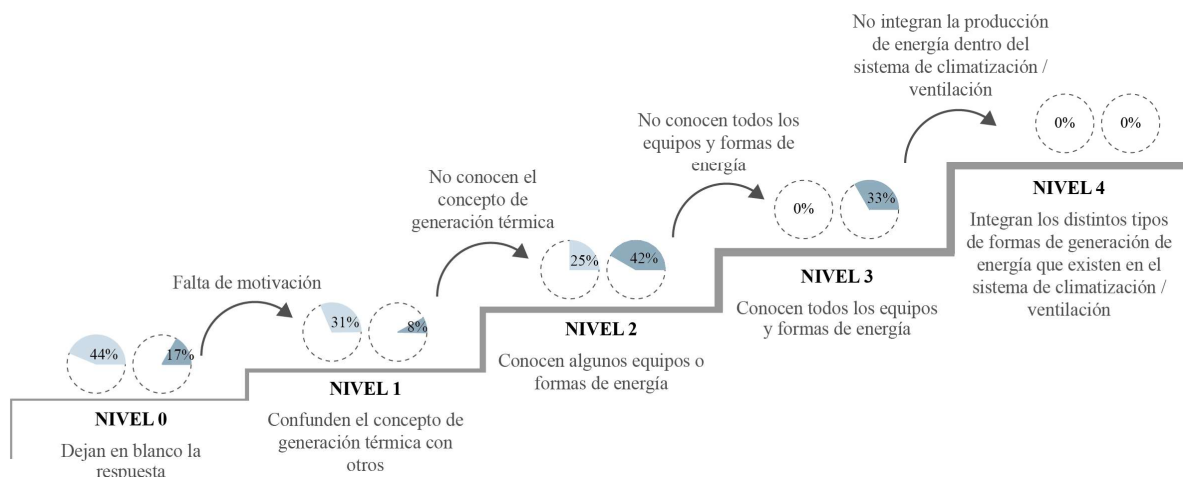 No integran la producción
de energía dentro del
sistema de climatización /
ventilación
No conocen todos los
equipos y formas de
energía
No conocen el
concepto de
generación térmica
Falta de motivación
44%
17%
NIVEL 0
Dejan en blanco la
respuesta
31%
8%
NIVEL 1
Confunden el concepto de
generación térmica con
otros
25%
42%
NIVEL 2
Conocen algunos equipos o
formas de energía
0%
33%
NIVEL 3
Conocen todos los equipos
y formas de energía
0%
0%
NIVEL 4
Integran los distintos tipos
de formas de generación de
energía que existen en el
sistema de climatización /
ventilación